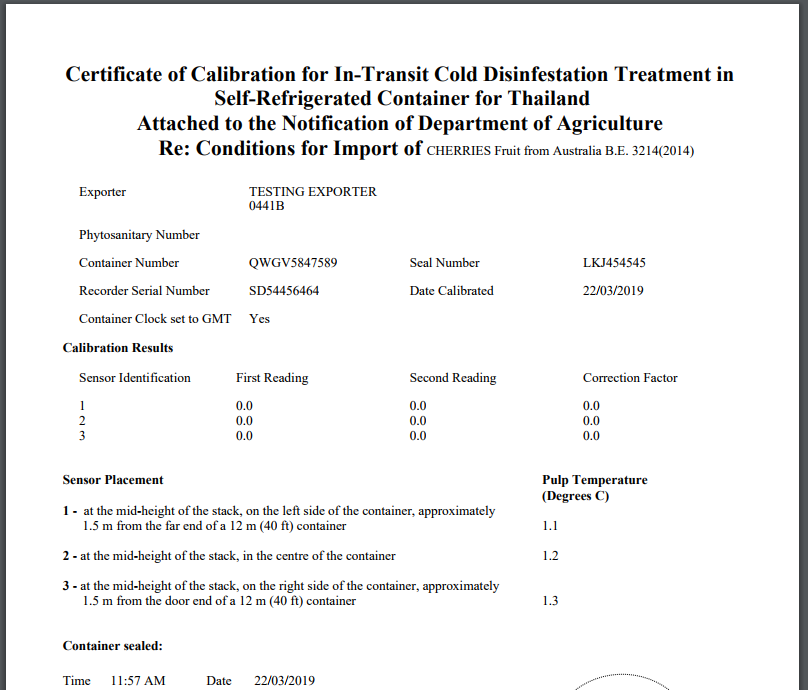 Certificate of Calibration for In-Transit Cold Disinfestation Treatment in
Self-Refrigerated Container for Thailand
Attached to the Notification of Department of Agriculture
Re: Conditions for Import of CHERRIES Fruit from Australia B.E. 3214(2014)
Exporter TESTING EXPORTER
0441B
Phytosanitary Number
Container Number QWGV5847589 Seal Number LKJ454545
Recorder Serial Number SD54456464 Date Calibrated 22/03/2019
Container Clock set to GMT Yes
Calibration Results
Sensor Identification First Reading Second Reading Correction Factor
1 0.0 0.0 0.0
2 0.0 0.0 0.0
3 0.0 0.0 0.0
Sensor Placement Pulp Temperature
(Degrees C)
1 - at the mid-height of the stack, on the left side of the container, approximately
1.5 m from the far end of a 12 m (40 ft) container 1.1
2 - at the mid-height of the stack, in the centre of the container 1.2
3 - at the mid-height of the stack, on the right side of the container, approximately
1.5 m from the door end of a 12 m (40 ft) container 1.3
Container sealed:
Time 11:57 AM Date 22/03/2019